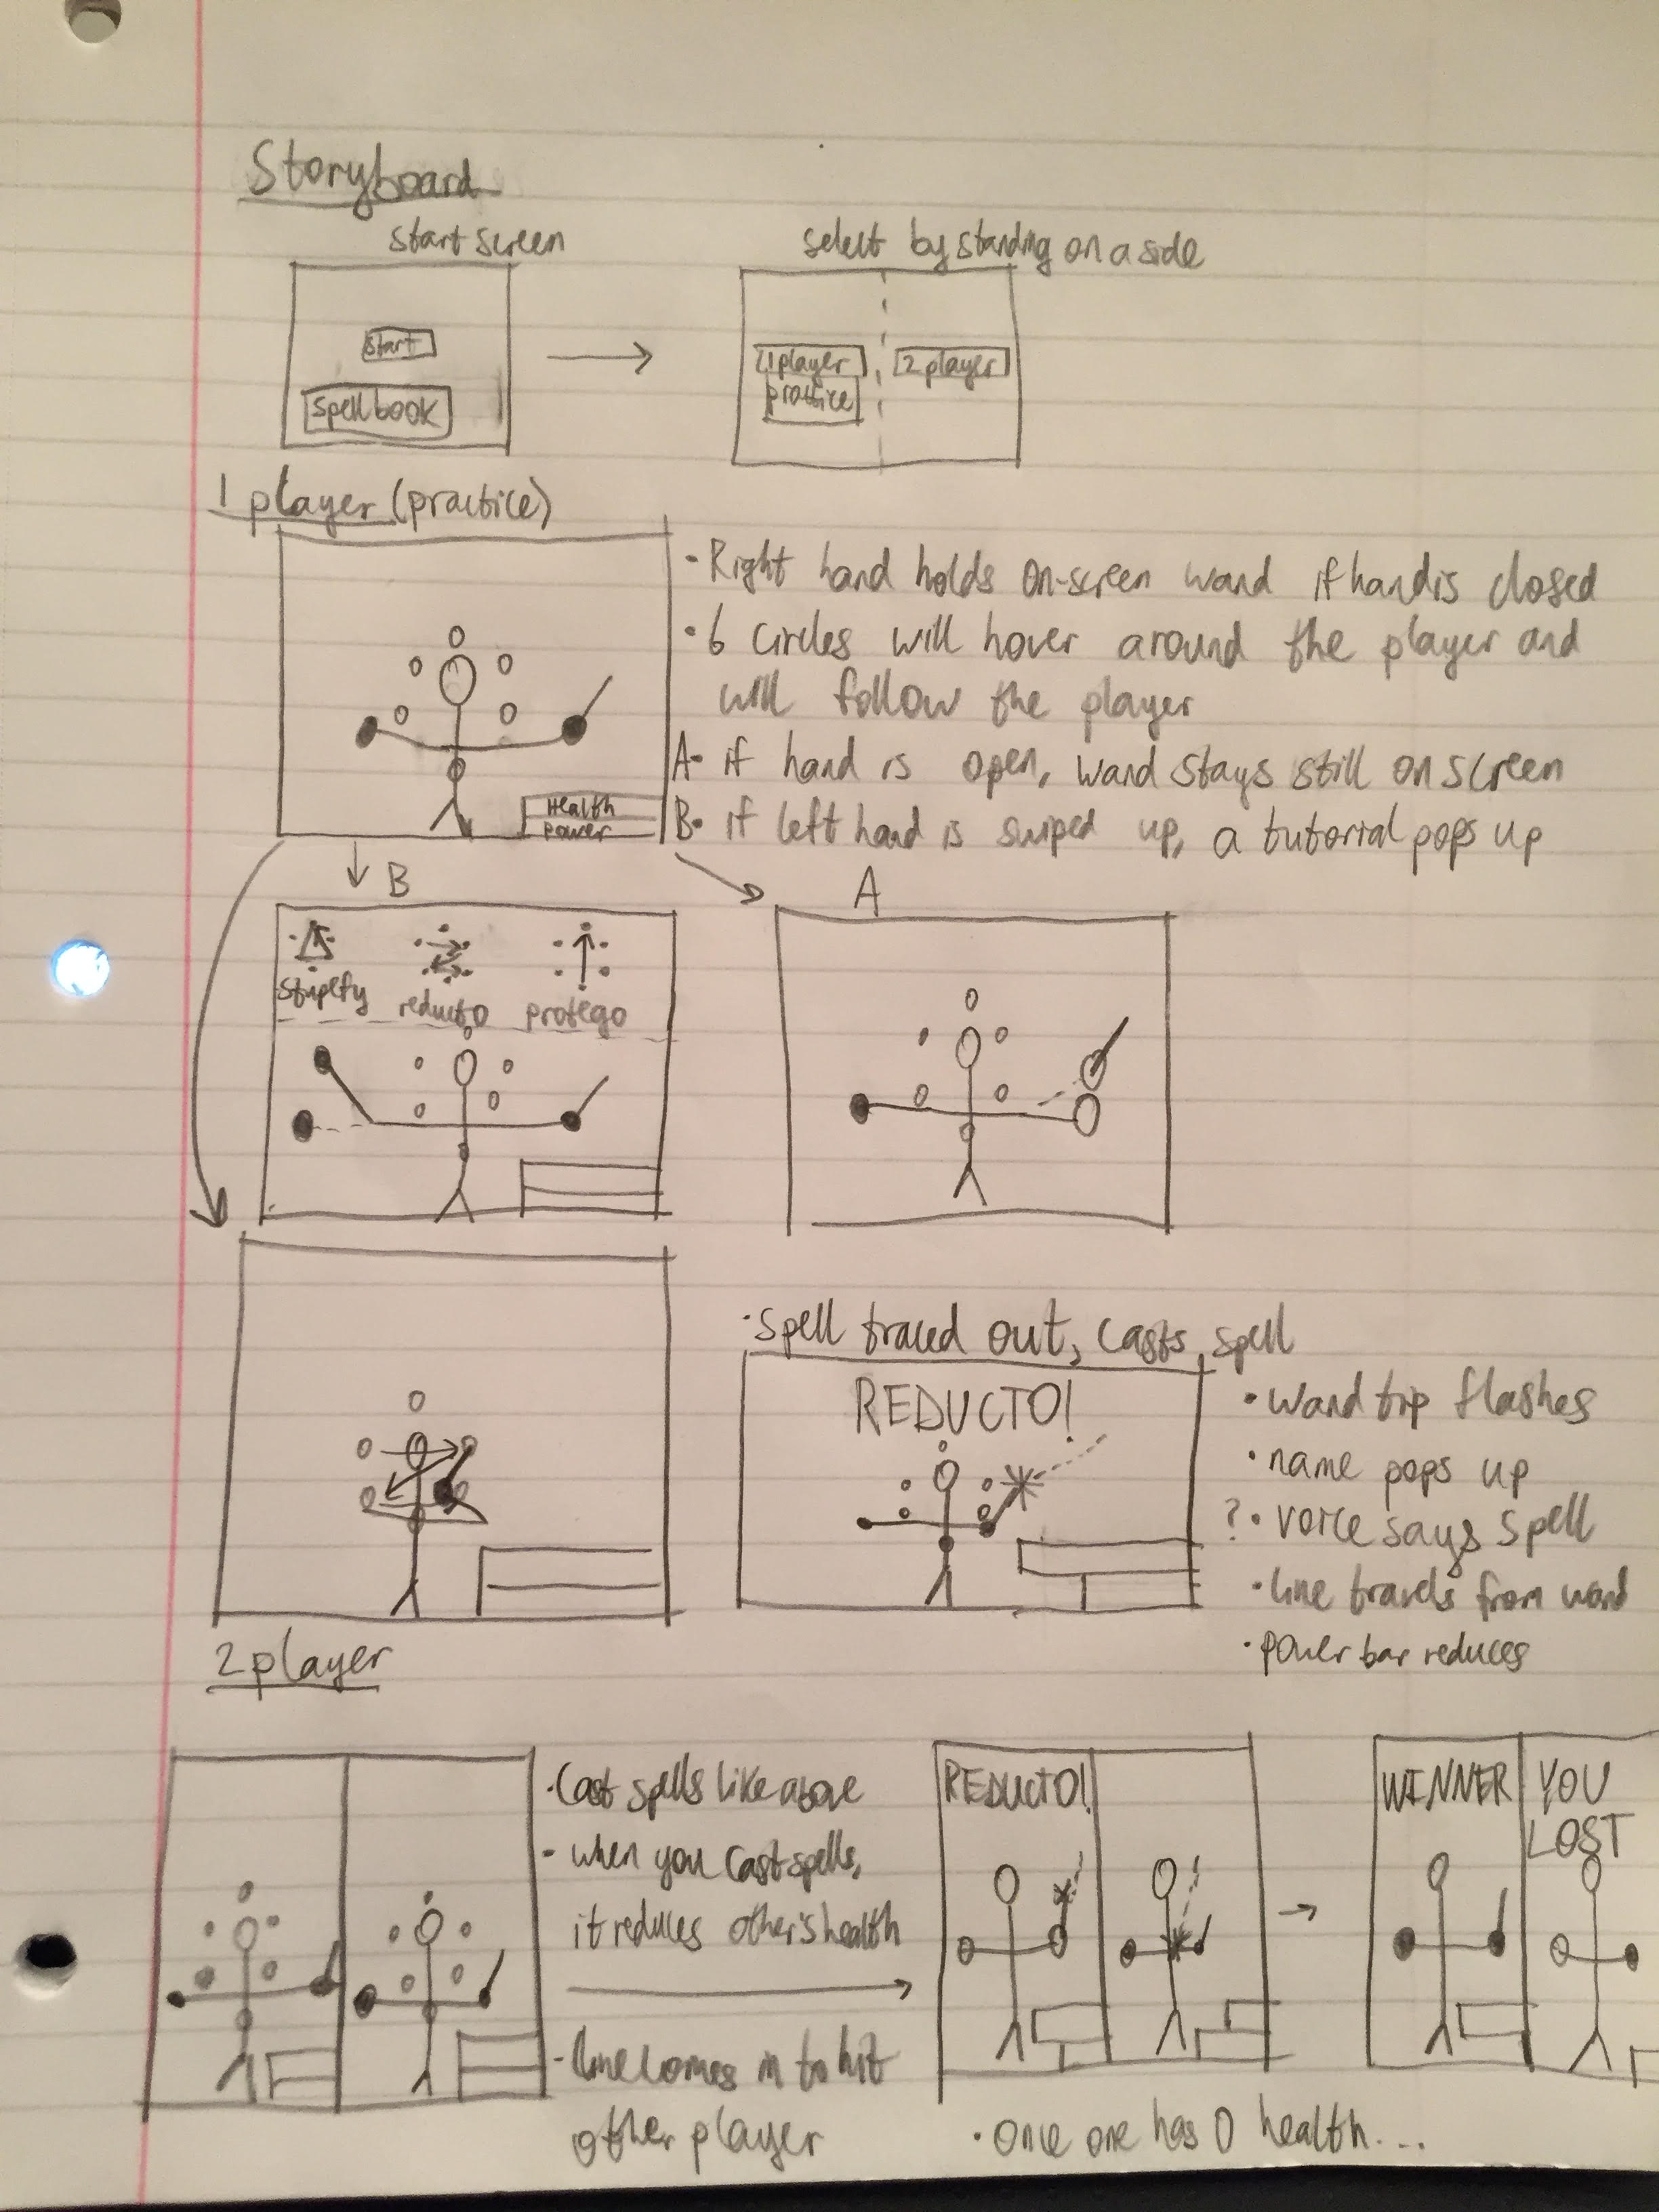 Storyboard
start screen
select by standing on a side
start
spell book
1 player
practice
2 player
1 player (practice)
· Right hand holds on-screen wand if hand is closed
· 6 circles will hover around the player and
will follow the player
A· if hand is open, wand stays still on screen
B· if left hand is swiped up, a tutorial pops up
Health
power
B
A
stupefy
reducto
protego
· spell traced out, casts spell
REDUCTO!
· wand tip flashes
· name pops up
? · voice says spell
· line travels from wand
· power bar reduces
2 player
· Cast spells like above
- when you cast spells,
it reduces other's health
- line comes in to hit
other player
REDUCTO!
WINNER
YOU
LOST
· once one has 0 health....